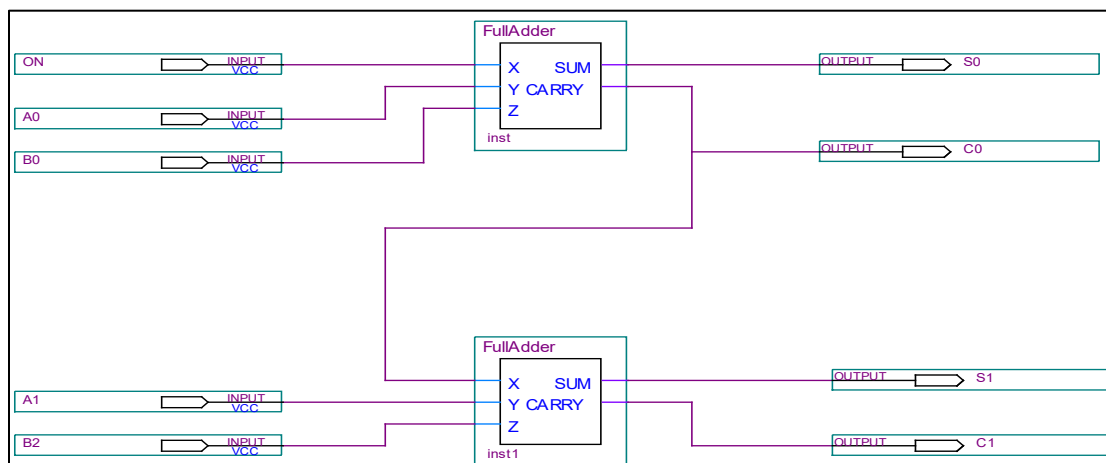 FullAdder
ON INPUT VCC X SUM OUTPUT S0
A0 INPUT VCC Y CARRY
Z
B0 INPUT VCC inst OUTPUT C0
FullAdder
X SUM OUTPUT S1
A1 INPUT VCC Y CARRY
Z
B2 INPUT VCC inst1 OUTPUT C1